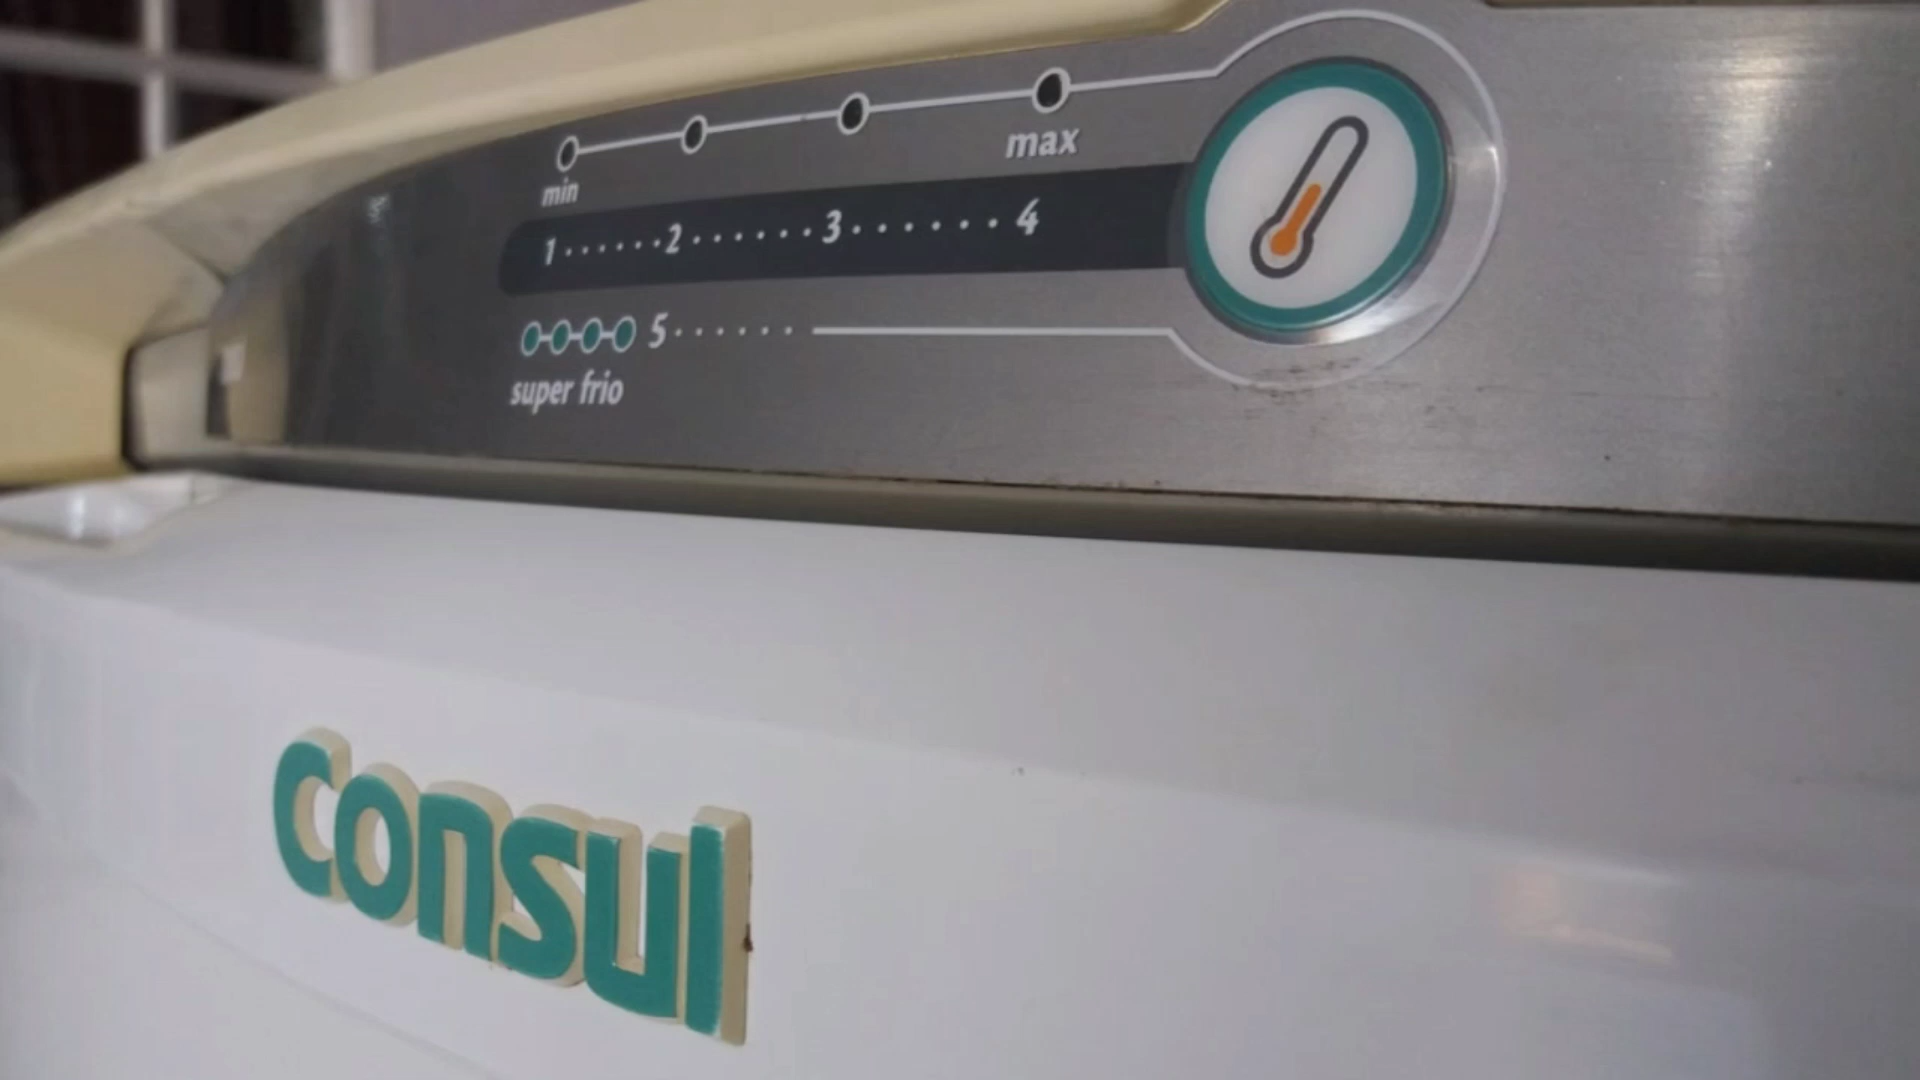 min
max
1 ...... 2 ...... 3 ...... 4
5 ......
super frio
Consul